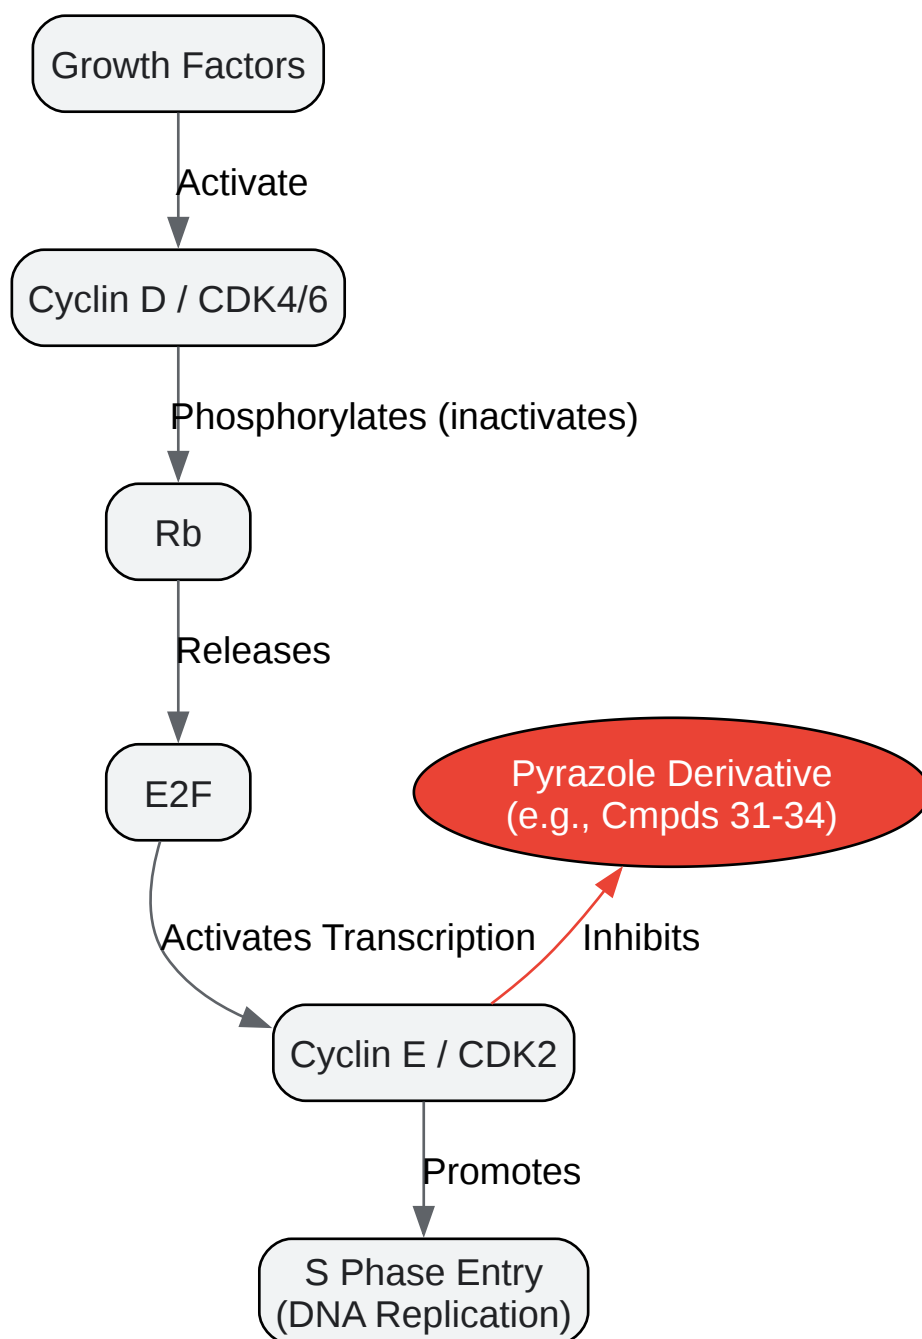 Growth Factors
Activate
Cyclin D / CDK4/6
Phosphorylates (inactivates)
Rb
Releases
E2F
Pyrazole Derivative
(e.g., Cmpds 31-34)
Activates Transcription
Inhibits
Cyclin E / CDK2
Promotes
S Phase Entry
(DNA Replication)